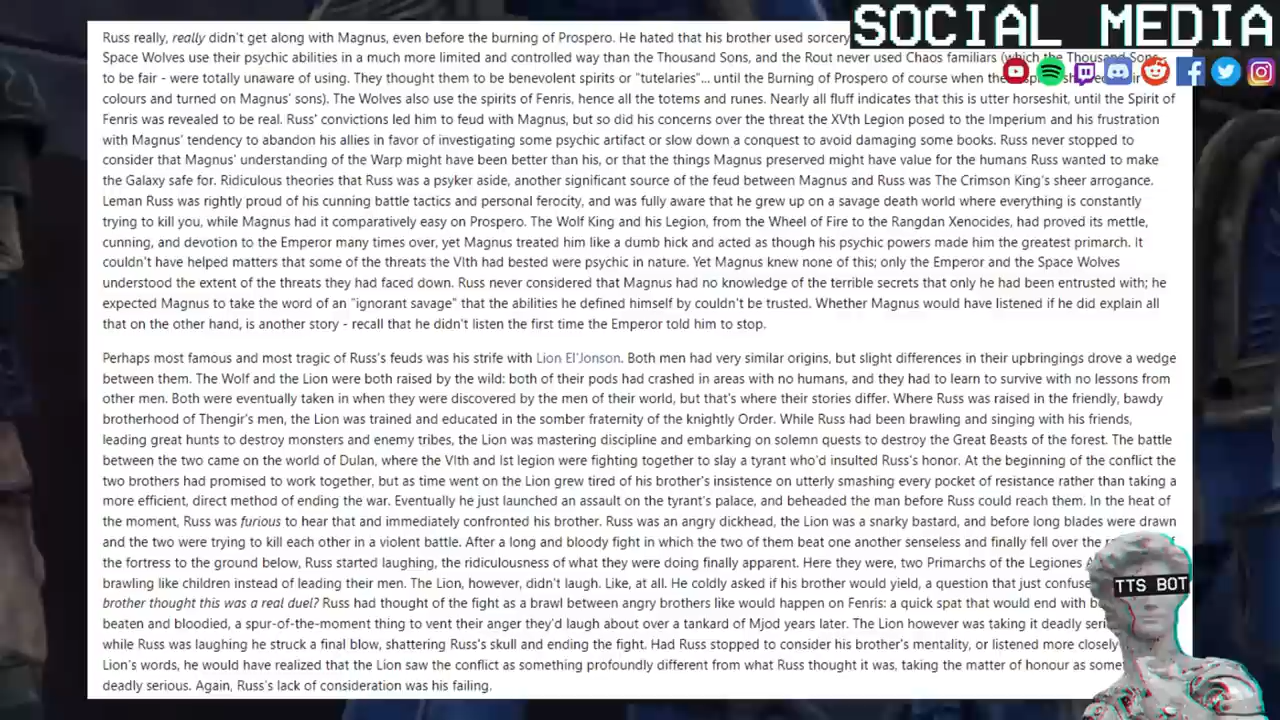 SOCIAL MEDIA
Russ really, really didn't get along with Magnus, even before the burning of Prospero. He hated that his brother used sorcery
Space Wolves use their psychic abilities in a much more limited and controlled way than the Thousand Sons, and the Rout never used Chaos familiars (which the Thousand Sons -
to be fair - were totally unaware of using. They thought them to be benevolent spirits or "tutelaries"... until the Burning of Prospero of course when the
colours and turned on Magnus' sons). The Wolves also use the spirits of Fenris, hence all the totems and runes. Nearly all fluff indicates that this is utter horseshit, until the Spirit of
Fenris was revealed to be real. Russ' convictions led him to feud with Magnus, but so did his concerns over the threat the XVth Legion posed to the Imperium and his frustration
with Magnus' tendency to abandon his allies in favor of investigating some psychic artifact or slow down a conquest to avoid damaging some books. Russ never stopped to
consider that Magnus' understanding of the Warp might have been better than his, or that the things Magnus preserved might have value for the humans Russ wanted to make
the Galaxy safe for. Ridiculous theories that Russ was a psyker aside, another significant source of the feud between Magnus and Russ was The Crimson King's sheer arrogance.
Leman Russ was rightly proud of his cunning battle tactics and personal ferocity, and was fully aware that he grew up on a savage death world where everything is constantly
trying to kill you, while Magnus had it comparatively easy on Prospero. The Wolf King and his Legion, from the Wheel of Fire to the Rangdan Xenocides, had proved its mettle,
cunning, and devotion to the Emperor many times over, yet Magnus treated him like a dumb hick and acted as though his psychic powers made him the greatest primarch. It
couldn't have helped matters that some of the threats the VIth had bested were psychic in nature. Yet Magnus knew none of this; only the Emperor and the Space Wolves
understood the extent of the threats they had faced down. Russ never considered that Magnus had no knowledge of the terrible secrets that only he had been entrusted with; he
expected Magnus to take the word of an "ignorant savage" that the abilities he defined himself by couldn't be trusted. Whether Magnus would have listened if he did explain all
that on the other hand, is another story - recall that he didn't listen the first time the Emperor told him to stop.
Perhaps most famous and most tragic of Russ's feuds was his strife with Lion El'Jonson. Both men had very similar origins, but slight differences in their upbringings drove a wedge
between them. The Wolf and the Lion were both raised by the wild: both of their pods had crashed in areas with no humans, and they had to learn to survive with no lessons from
other men. Both were eventually taken in when they were discovered by the men of their world, but that's where their stories differ. Where Russ was raised in the friendly, bawdy
brotherhood of Thengir's men, the Lion was trained and educated in the somber fraternity of the knightly Order. While Russ had been brawling and singing with his friends,
leading great hunts to destroy monsters and enemy tribes, the Lion was mastering discipline and embarking on solemn quests to destroy the Great Beasts of the forest. The battle
between the two came on the world of Dulan, where the VIth and Ist legion were fighting together to slay a tyrant who'd insulted Russ's honor. At the beginning of the conflict the
two brothers had promised to work together, but as time went on the Lion grew tired of his brother's insistence on utterly smashing every pocket of resistance rather than taking a
more efficient, direct method of ending the war. Eventually he just launched an assault on the tyrant's palace, and beheaded the man before Russ could reach them. In the heat of
the moment, Russ was furious to hear that and immediately confronted his brother. Russ was an angry dickhead, the Lion was a snarky bastard, and before long blades were drawn
and the two were trying to kill each other in a violent battle. After a long and bloody fight in which the two of them beat one another senseless and finally fell over the
the fortress to the ground below, Russ started laughing, the ridiculousness of what they were doing finally apparent. Here they were, two Primarchs of the Legiones
brawling like children instead of leading their men. The Lion, however, didn't laugh. Like, at all. He coldly asked if his brother would yield, a question that just
brother thought this was a real duel? Russ had thought of the fight as a brawl between angry brothers like would happen on Fenris: a quick spat that would end with
beaten and bloodied, a spur-of-the-moment thing to vent their anger they'd laugh about over a tankard of Mjod years later. The Lion however was taking it deadly
while Russ was laughing he struck a final blow, shattering Russ's skull and ending the fight. Had Russ stopped to consider his brother's mentality, or listened more closely
Lion's words, he would have realized that the Lion saw the conflict as something profoundly different from what Russ thought it was, taking the matter of honour as
deadly serious. Again, Russ's lack of consideration was his failing.
TTS BOT